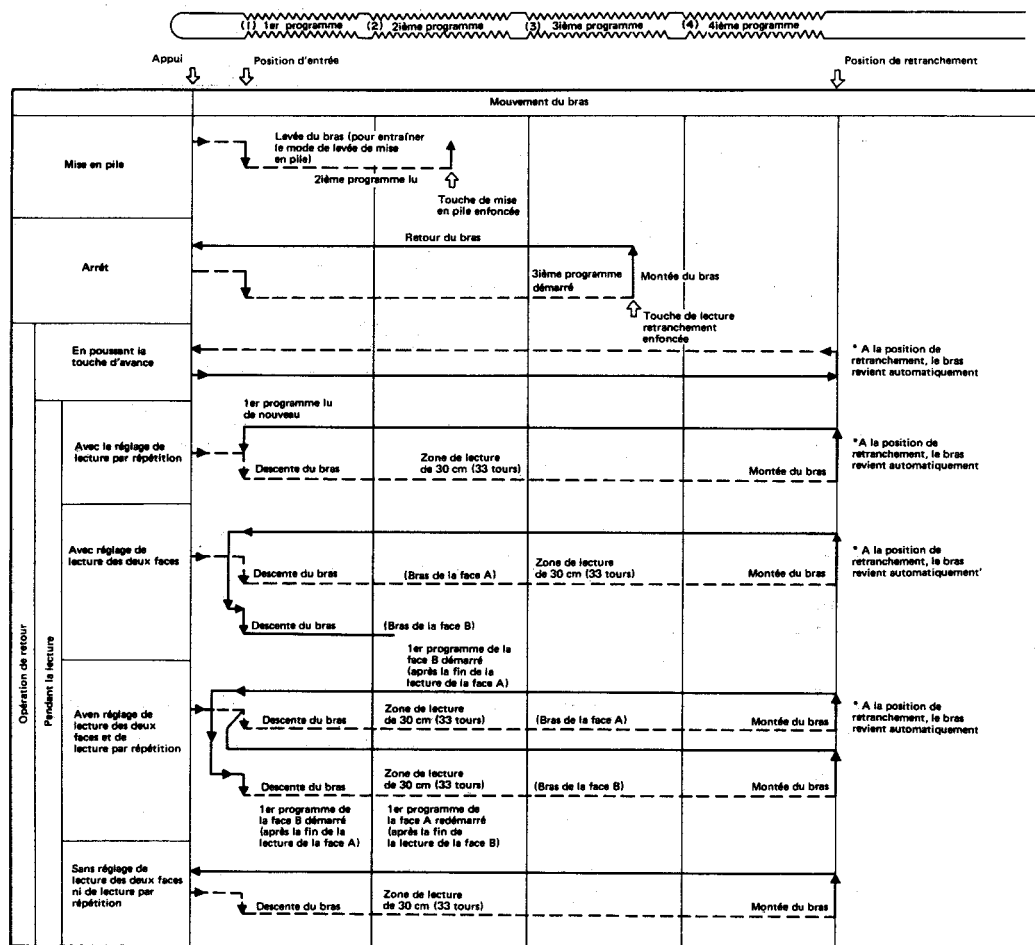 (1) 1er programme (2) 2ième programme (3) 3ième programme (4) 4ième programme
Appui
Position d'entrée
Position de retranchement
Mouvement du bras
Mise en pile
Levée du bras (pour entraîner
le mode de levée de mise
en pile)
2ième programme lu
Touche de mise
en pile enfoncée
Arrêt
Retour du bras
3ième programme
démarré
Montée du bras
Touche de lecture
retranchement
enfoncée
Opération de retour
En poussant la
touche d'avance
* A la position de
retranchement, le bras
revient automatiquement
Pendant la lecture
Avec le réglage de
lecture par répétition
1er programme lu
de nouveau
Descente du bras
Zone de lecture
de 30 cm (33 tours)
Montée du bras
*A la position de
retranchement, le bras
revient automatiquement
Avec réglage de
lecture des deux faces
Descente du bras
(Bras de la face A)
Zone de lecture
de 30 cm (33 tours)
Montée du bras
* A la position de
retranchement, le bras
revient automatiquement'
Descente du bras
(Bras de la face B)
1er programme de la
face B démarré
(après la fin de la
lecture de la face A)
Aven réglage de
lecture des deux
faces et de
lecture par répétition
Descente du bras
Zone de lecture
de 30 cm (33 tours)
(Bras de la face A)
Montée du bras
* A la position de
retranchement, le bras
revient automatiquement
Descente du bras
Zone de lecture
de 30 cm (33 tours)
(Bras de la face B)
Montée du bras
1er programme de
la face B démarré
(après la fin de la
lecture de la face A)
1er programme de
la face A redémarré
(après la fin de
la lecture de la face B)
Sans réglage de
lecture des deux faces
ni de lecture par
répétition
Descente du bras
Zone de lecture
de 30 cm (33 tours)
Montée du bras